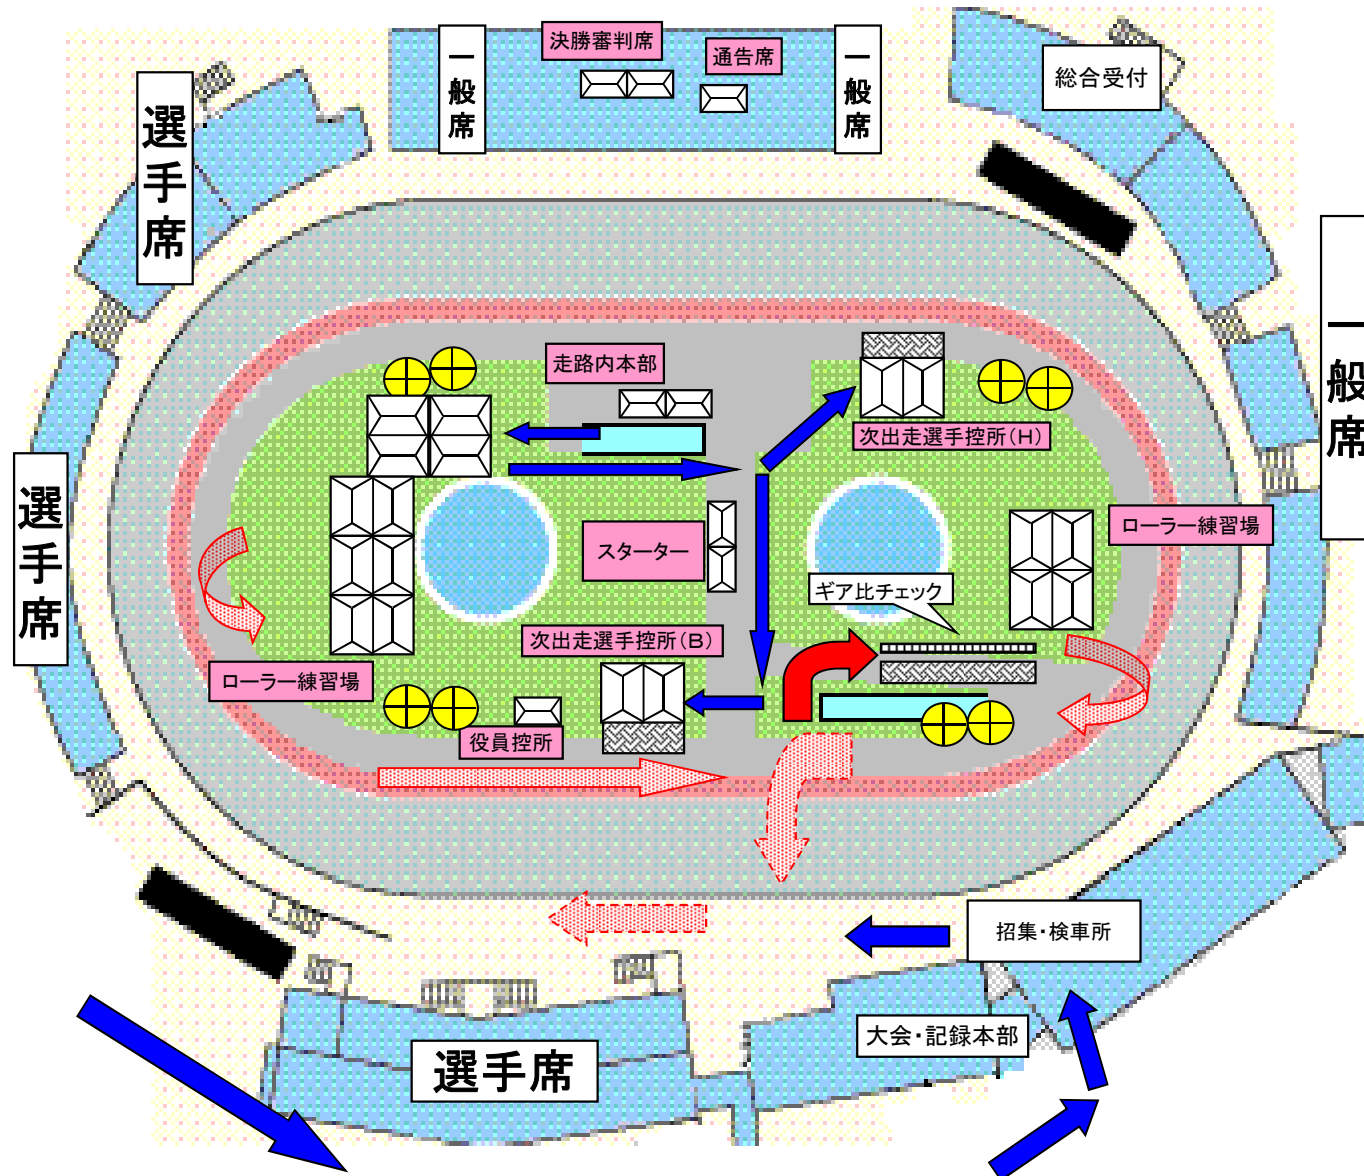 決勝審判席
通告席
一般席
一般席
総合受付
選手席
一般席
走路内本部
次出走選手控所(H)
選手席
スターター
ローラー練習場
ギア比チェック
次出走選手控所(B)
ローラー練習場
役員控所
招集・検車所
大会・記録本部
選手席